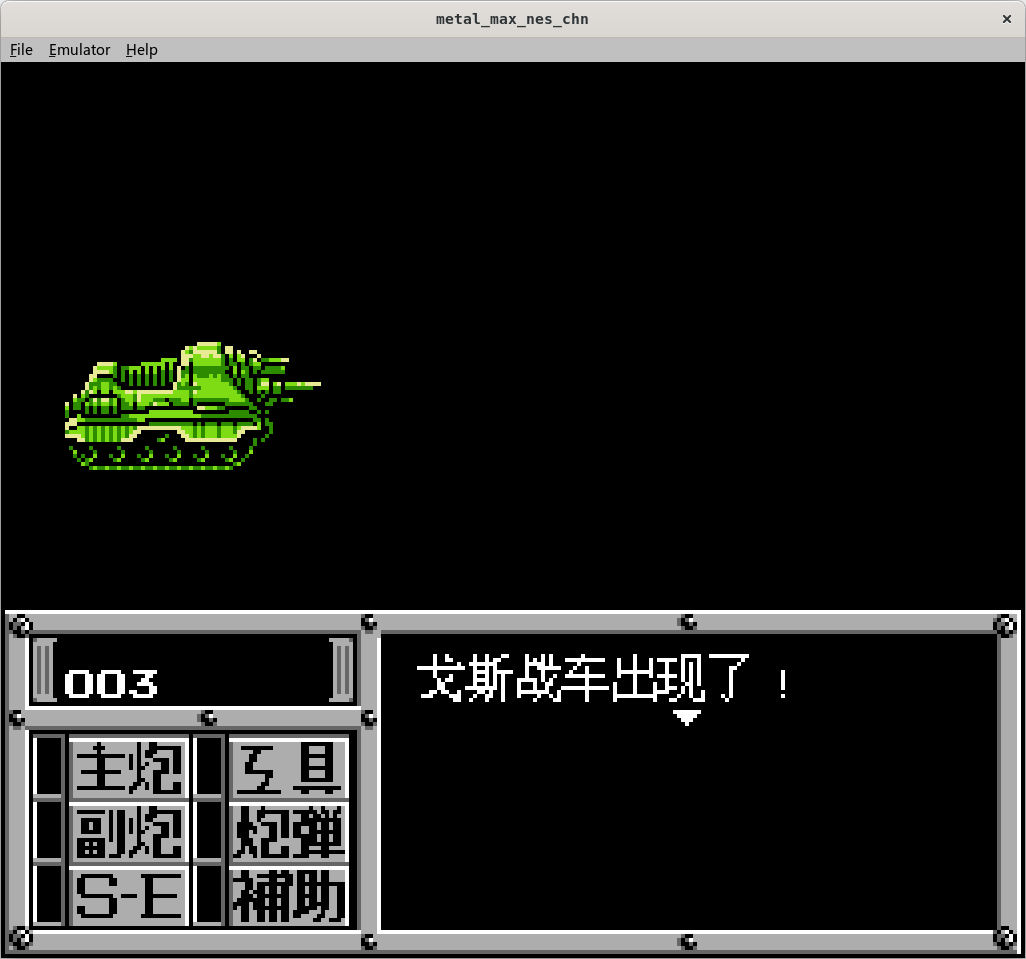 metal_max_nes_chn
File Emulator Help
戈斯战车出现了！
003
主炮 工具
副炮 炮弹
S-E 補助